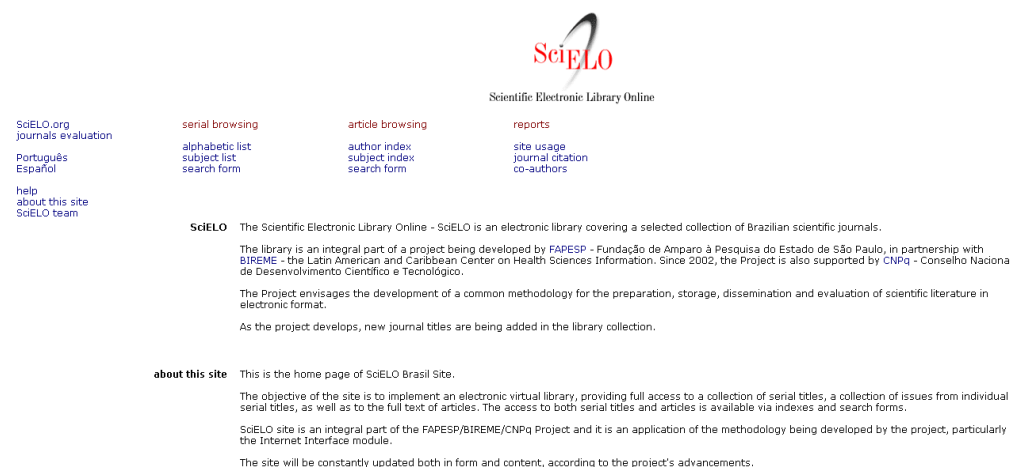 SciELO
Scientific Electronic Library Online
SciELO.org
journals evaluation
Português
Español
help
about this site
SciELO team
serial browsing
alphabetic list
subject list
search form
article browsing
author index
subject index
search form
reports
site usage
journal citation
co-authors
SciELO
The Scientific Electronic Library Online - SciELO is an electronic library covering a selected collection of Brazilian scientific journals.
The library is an integral part of a project being developed by FAPESP - Fundação de Amparo à Pesquisa do Estado de São Paulo, in partnership with
BIREME - the Latin American and Caribbean Center on Health Sciences Information. Since 2002, the Project is also supported by CNPq - Conselho Naciona
de Desenvolvimento Científico e Tecnológico.
The Project envisages the development of a common methodology for the preparation, storage, dissemination and evaluation of scientific literature in
electronic format.
As the project develops, new journal titles are being added in the library collection.
about this site
This is the home page of SciELO Brasil Site.
The objective of the site is to implement an electronic virtual library, providing full access to a collection of serial titles, a collection of issues from individual
serial titles, as well as to the full text of articles. The access to both serial titles and articles is available via indexes and search forms.
SciELO site is an integral part of the FAPESP/BIREME/CNPq Project and it is an application of the methodology being developed by the project, particularly
the Internet Interface module.
The site will be constantly updated both in form and content, according to the project's advancements.